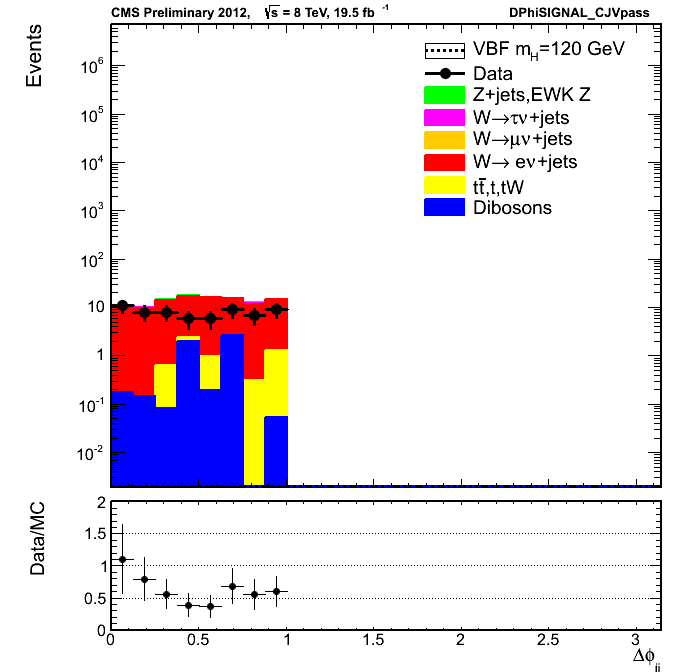 CMS Preliminary 2012, √s = 8 TeV, 19.5 fb⁻¹ DPhiSIGNAL_CJVpass
Events
VBF m_H=120 GeV
Data
Z+jets,EWK Z
W→τν+jets
W→μν+jets
W→ eν+jets
tt̄,t,tW
Dibosons
10⁶
10⁵
10⁴
10³
10²
10
1
10⁻¹
10⁻²
Data/MC
2
1.5
1
0.5
0
0 0.5 1 1.5 2 2.5 3
Δϕ_jj